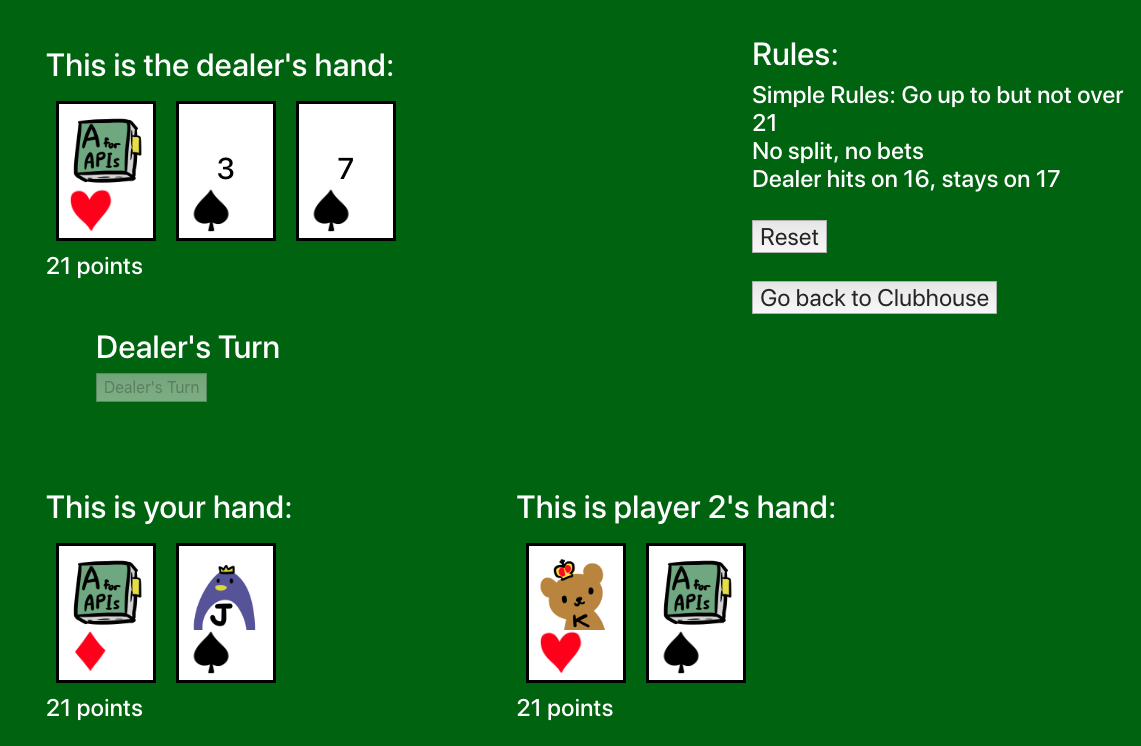 This is the dealer's hand:
A for
APIs
3
7
21 points
Dealer's Turn
Dealer's Turn
Rules:
Simple Rules: Go up to but not over
21
No split, no bets
Dealer hits on 16, stays on 17
Reset
Go back to Clubhouse
This is your hand:
A for
APIs
J
21 points
This is player 2's hand:
K
A for
APIs
21 points